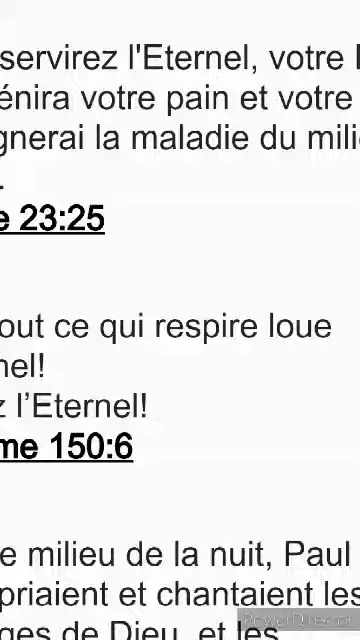 servirez l'Eternel, votre
énira votre pain et votre
gnerai la maladie du mili
.
e 23:25
out ce qui respire loue
nel!
z l’Eternel!
me 150:6
e milieu de la nuit, Paul
priaient et chantaient les
ges de Dieu, et les
PowerDirector